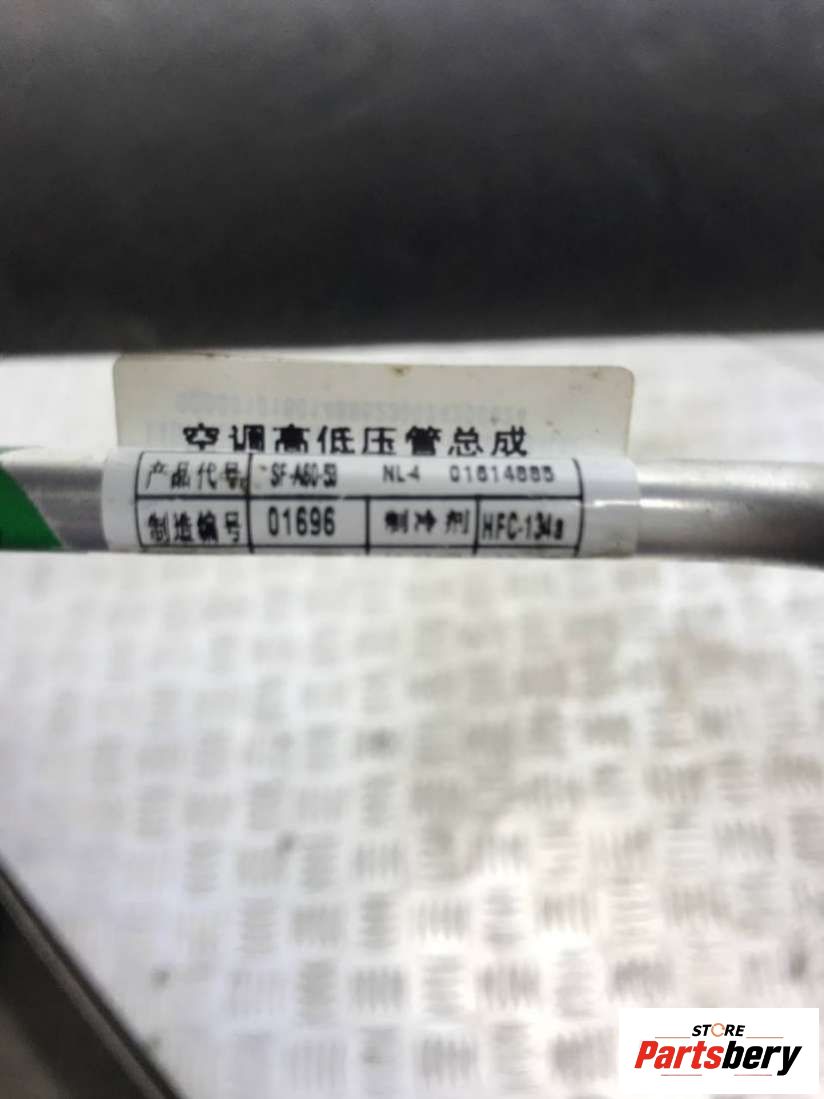 空调高低压管总成
产品代号 SF-A60-59 NL-4 01614885
制造编号 01696 制冷剂 HFC-134a
STORE
Partsbery